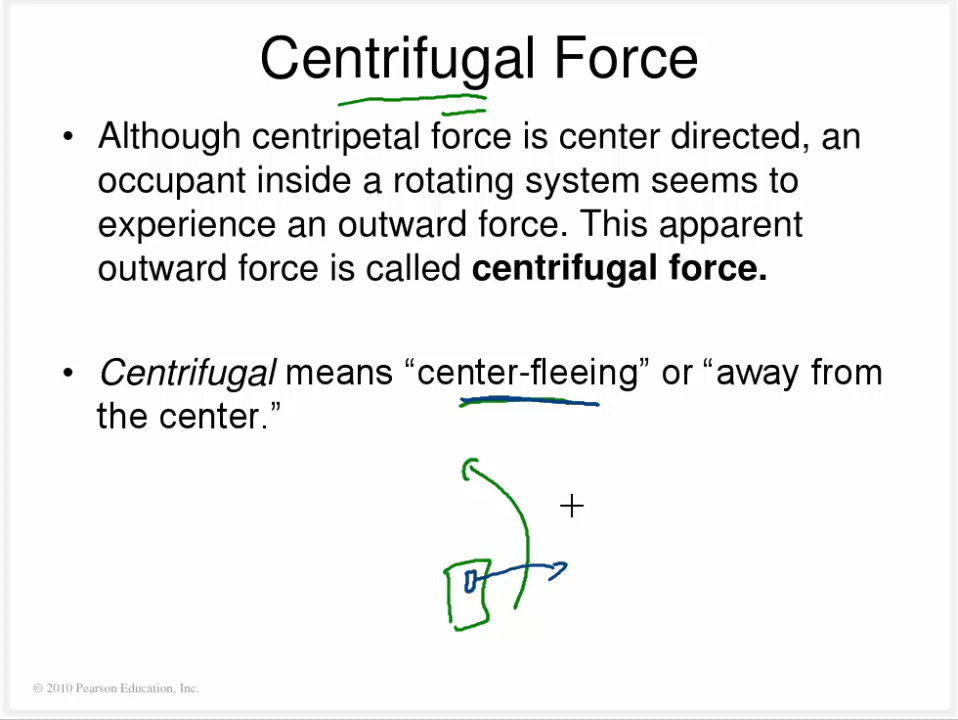 Centrifugal Force
• Although centripetal force is center directed, an
occupant inside a rotating system seems to
experience an outward force. This apparent
outward force is called centrifugal force.
• Centrifugal means “center-fleeing” or “away from
the center.”
© 2010 Pearson Education, Inc.